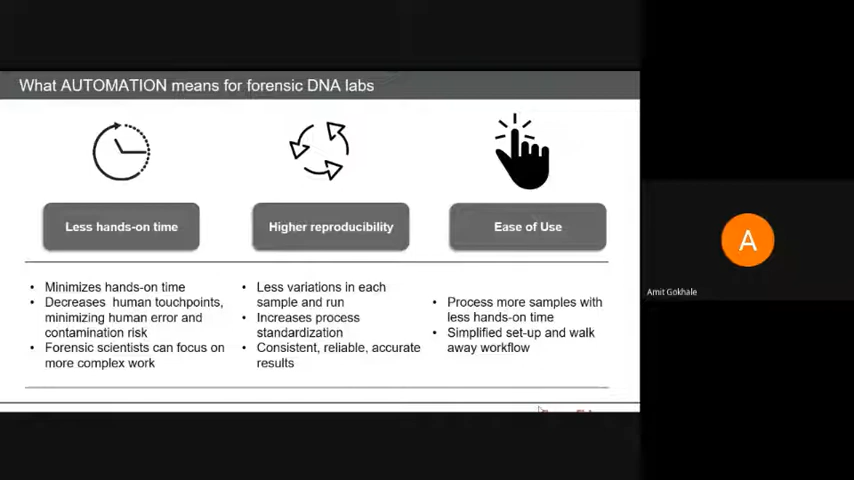 What AUTOMATION means for forensic DNA labs
Less hands-on time
Higher reproducibility
Ease of Use
• Minimizes hands-on time
• Decreases human touchpoints,
minimizing human error and
contamination risk
• Forensic scientists can focus on
more complex work
• Less variations in each
sample and run
• Increases process
standardization
• Consistent, reliable, accurate
results
• Process more samples with
less hands-on time
• Simplified set-up and walk
away workflow
A
Amit Gokhale